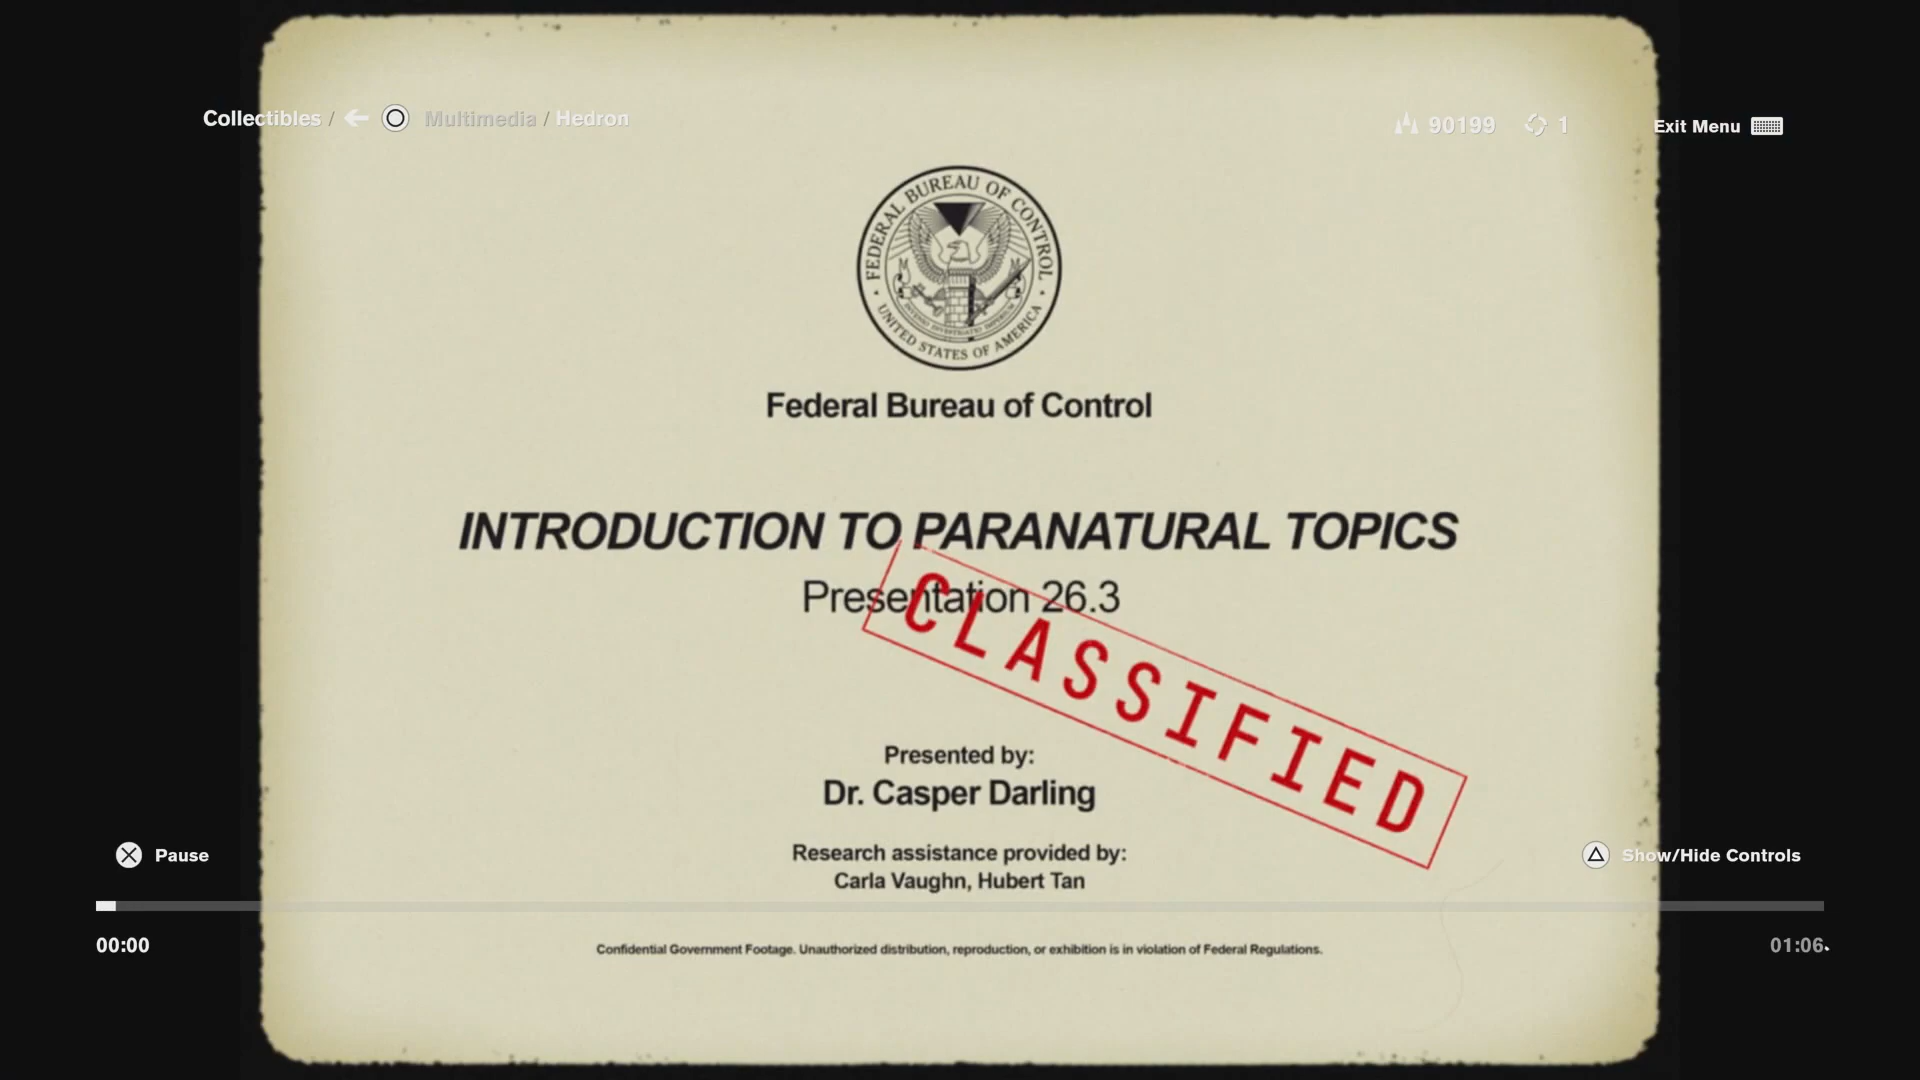 Collectibles / Multimedia / Hedron
90199 1 Exit Menu
FEDERAL BUREAU OF CONTROL
UNITED STATES OF AMERICA
Federal Bureau of Control
INTRODUCTION TO PARANATURAL TOPICS
Presentation 26.3
CLASSIFIED
Presented by:
Dr. Casper Darling
Pause
Show/Hide Controls
Research assistance provided by:
Carla Vaughn, Hubert Tan
00:00
01:06
Confidential Government Footage. Unauthorized distribution, reproduction, or exhibition is in violation of Federal Regulations.